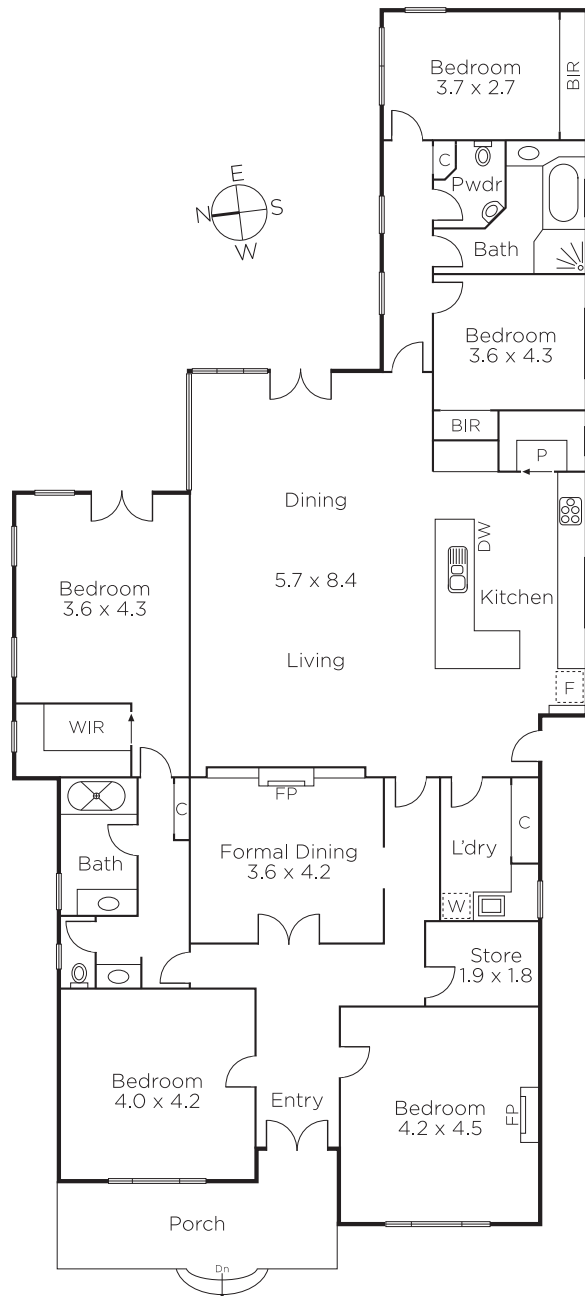 Bedroom
3.7 x 2.7
BIR
C
Pwdr
E
N
S
W
Bath
Bedroom
3.6 x 4.3
BIR
P
Dining
DW
Bedroom
3.6 x 4.3
5.7 x 8.4
Kitchen
Living
F
WIR
FP
C
C
Bath
Formal Dining
3.6 x 4.2
L'dry
W
Store
1.9 x 1.8
Bedroom
4.0 x 4.2
Entry
Bedroom
4.2 x 4.5
FP
Porch
Dn